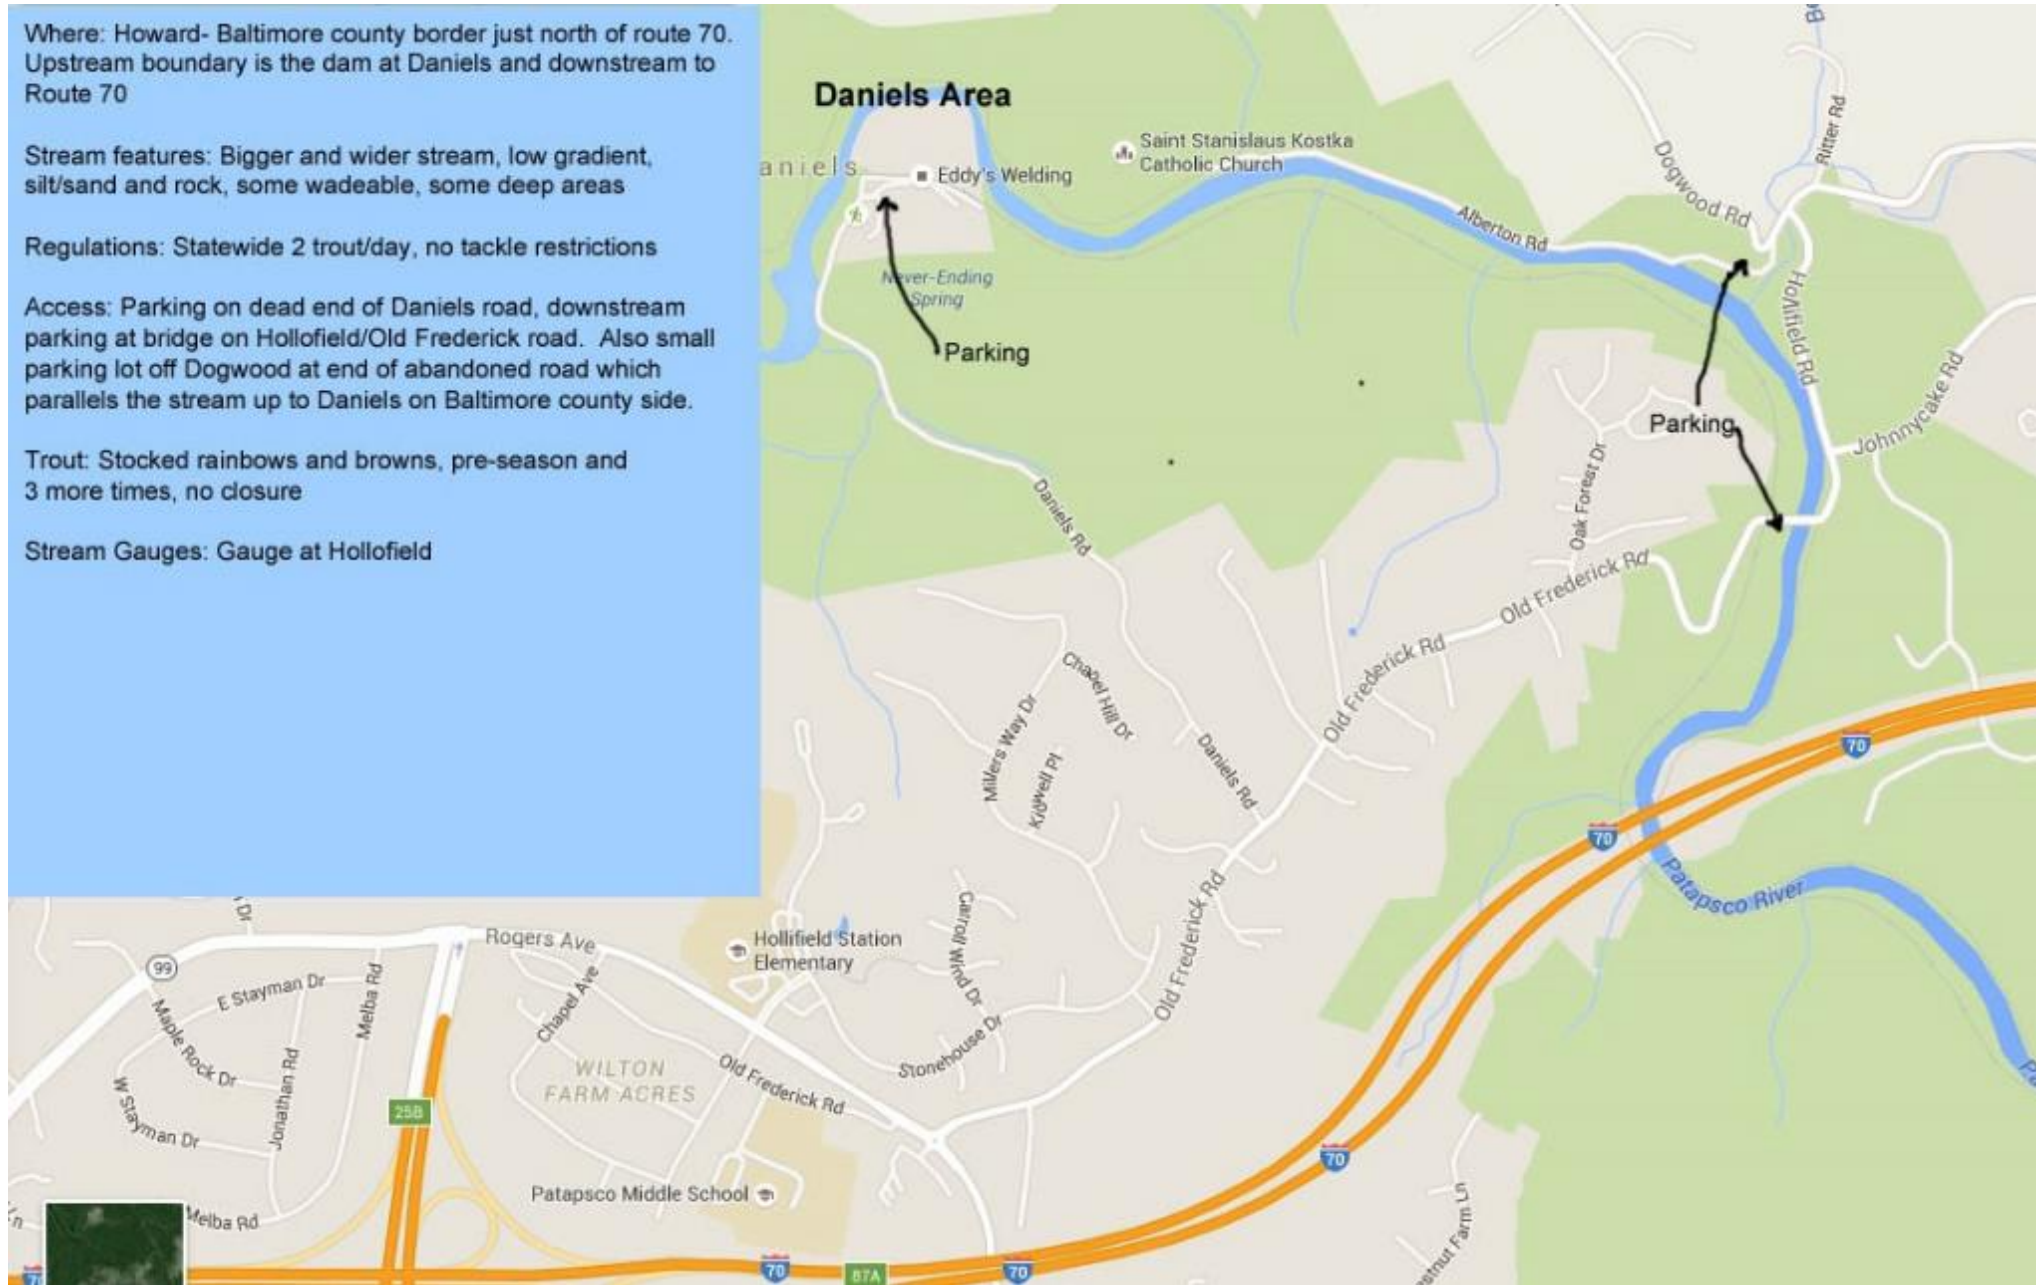 Where: Howard- Baltimore county border just north of route 70.
Upstream boundary is the dam at Daniels and downstream to
Route 70
Stream features: Bigger and wider stream, low gradient,
silt/sand and rock, some wadeable, some deep areas
Regulations: Statewide 2 trout/day, no tackle restrictions
Access: Parking on dead end of Daniels road, downstream
parking at bridge on Hollofield/Old Frederick road.  Also small
parking lot off Dogwood at end of abandoned road which
parallels the stream up to Daniels on Baltimore county side.
Trout: Stocked rainbows and browns, pre-season and
3 more times, no closure
Stream Gauges: Gauge at Hollofield
Daniels Area
aniels
Eddy's Welding
Saint Stanislaus Kostka
Catholic Church
Never-Ending
Spring
Parking
Alberton Rd
Dogwood Rd
Ritter Rd
Hollifield Rd
Johnnycake Rd
Parking
Oak Forest Dr
Old Frederick Rd
Old Frederick Rd
Daniels Rd
Chapel Hill Dr
Millers Way Dr
Kidwell Pl
Daniels Rd
70
70
Patapsco River
Old Frederick Rd
Carroll Wind Dr
Hollifield Station
Elementary
Stonehouse Dr
Rogers Ave
Dr
99
E Stayman Dr
Melba Rd
Maple Rock Dr
Jonathan Rd
W Stayman Dr
Chapel Ave
WILTON
FARM ACRES
Old Frederick Rd
25B
Patapsco Middle School
Melba Rd
70
70
87A
70
stnut Farm Ln